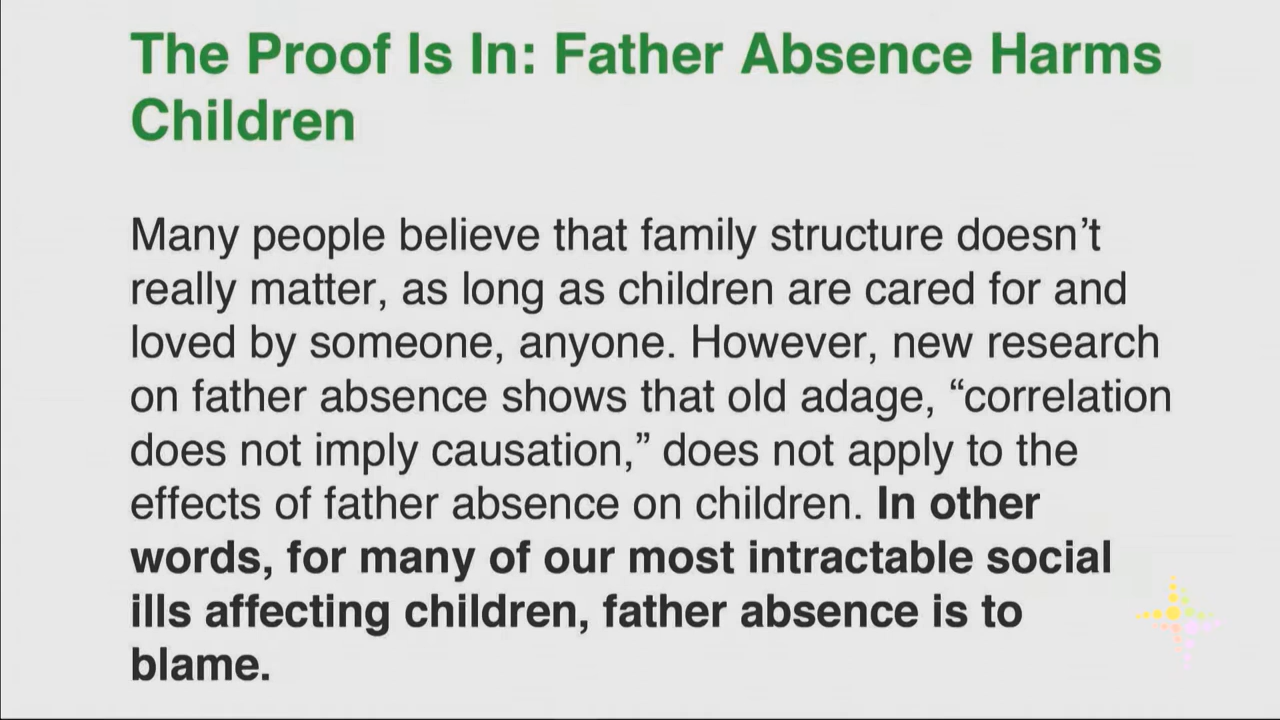 The Proof Is In: Father Absence Harms
Children
Many people believe that family structure doesn’t
really matter, as long as children are cared for and
loved by someone, anyone. However, new research
on father absence shows that old adage, “correlation
does not imply causation,” does not apply to the
effects of father absence on children. In other
words, for many of our most intractable social
ills affecting children, father absence is to
blame.